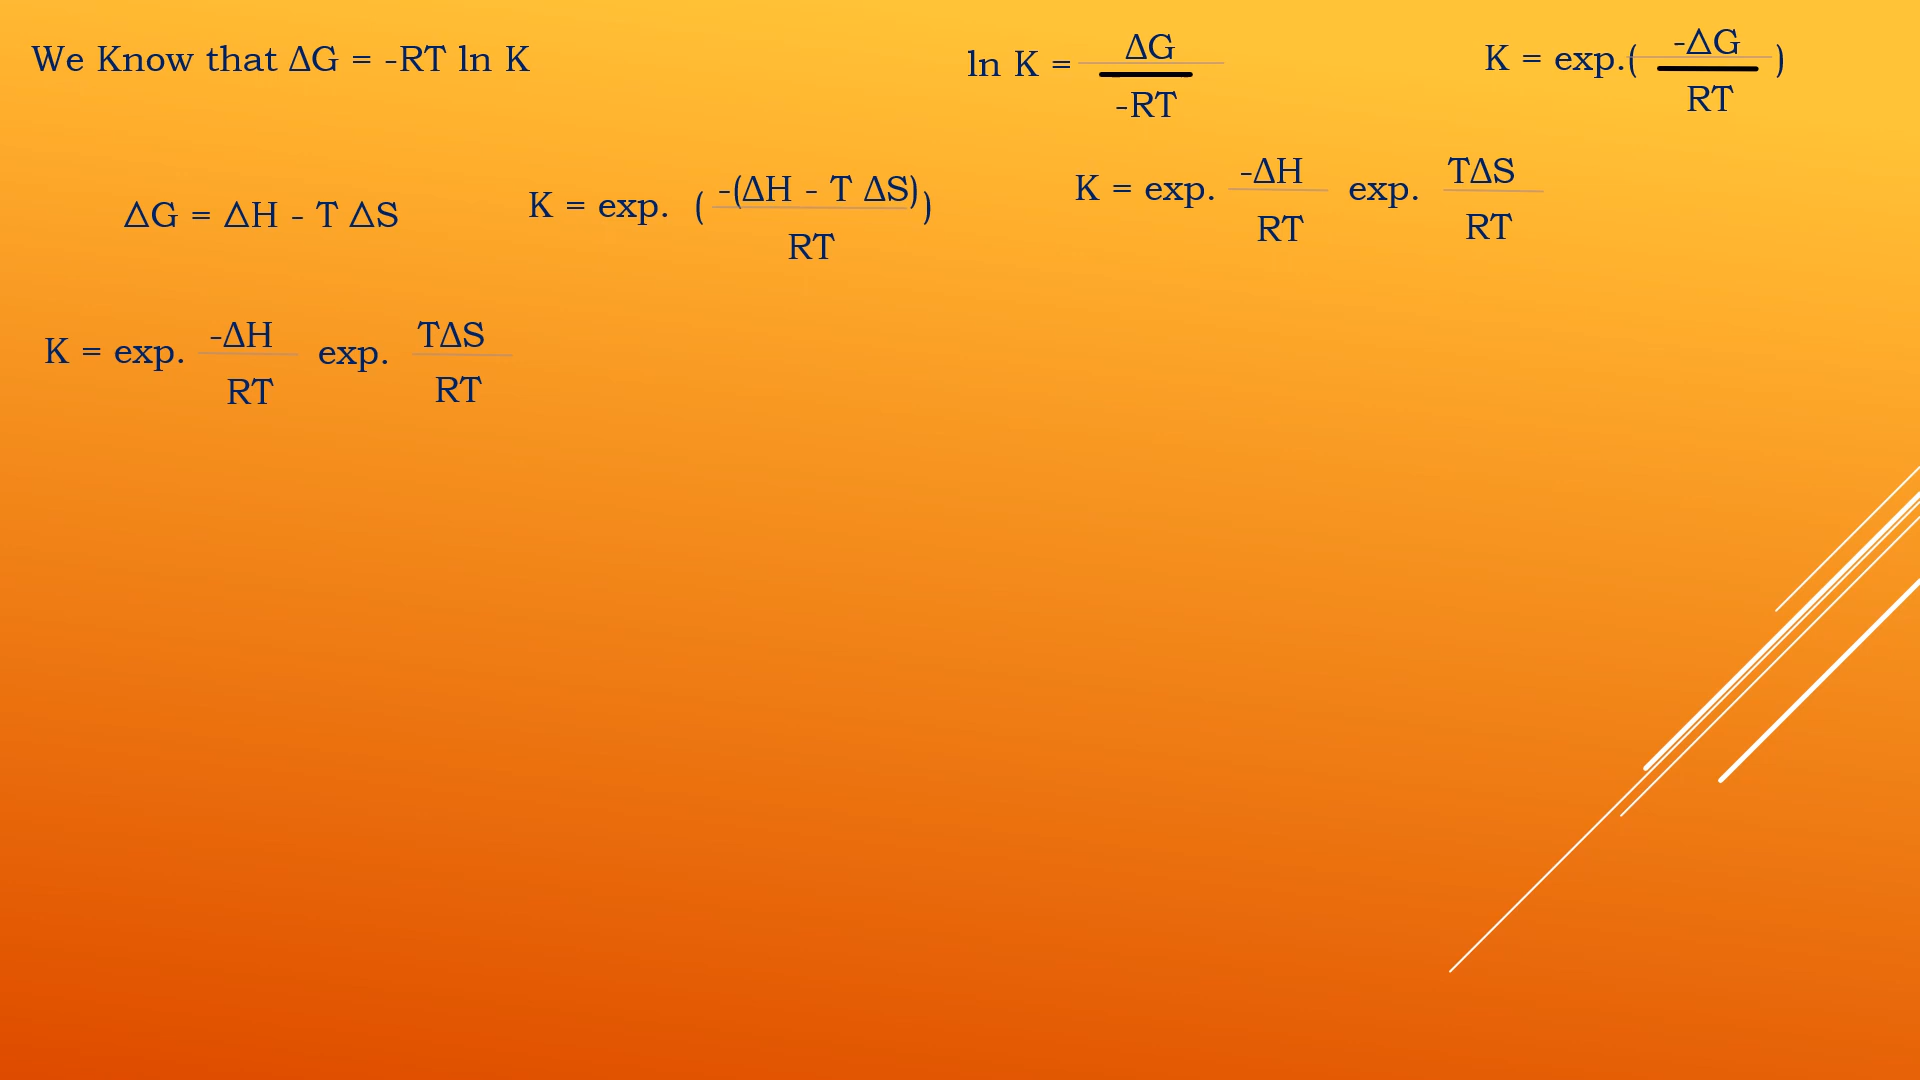 We Know that ΔG = -RT ln K
ln K = ΔG
-RT
K = exp.( -ΔG )
RT
ΔG = ΔH - T ΔS
K = exp. ( -(ΔH - T ΔS) )
RT
K = exp. -ΔH exp. TΔS
RT RT
K = exp. -ΔH exp. TΔS
RT RT